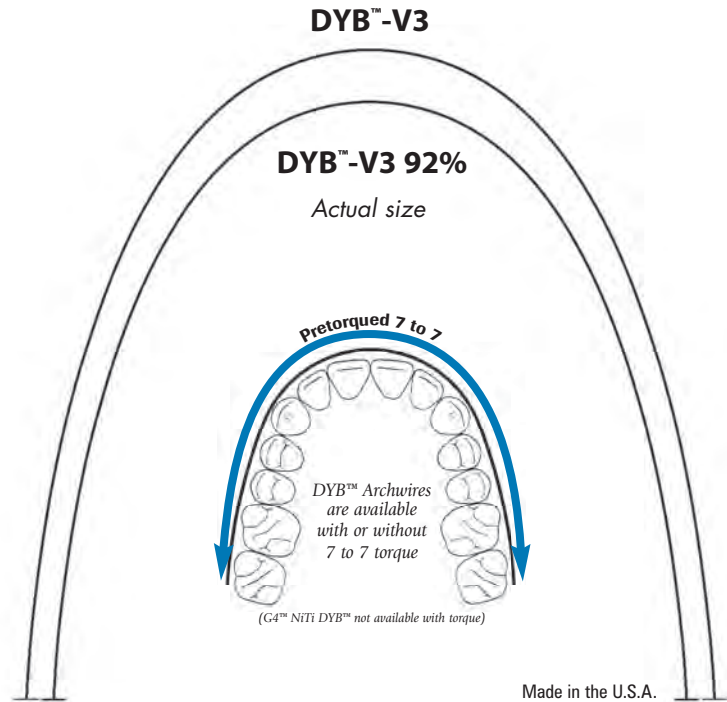 DYB™-V3
DYB™-V3 92%
Actual size
Pretorqued 7 to 7
DYB™ Archwires
are available
with or without
7 to 7 torque
(G4™ NiTi DYB™ not available with torque)
Made in the U.S.A.